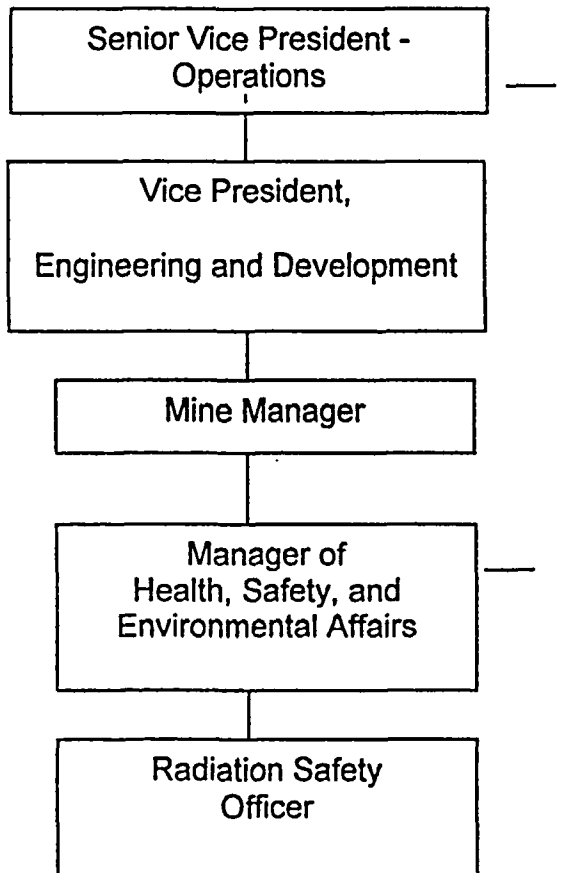 Senior Vice President -
Operations
Vice President,
Engineering and Development
Mine Manager
Manager of
Health, Safety, and
Environmental Affairs
Radiation Safety
Officer